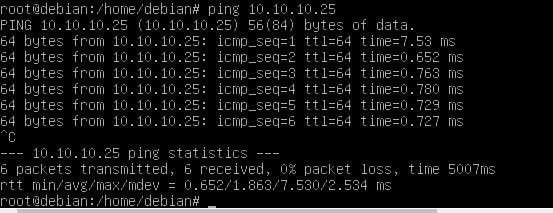 root@debian:/home/debian# ping 10.10.10.25
PING 10.10.10.25 (10.10.10.25) 56(84) bytes of data.
64 bytes from 10.10.10.25: icmp_seq=1 ttl=64 time=7.53 ms
64 bytes from 10.10.10.25: icmp_seq=2 ttl=64 time=0.652 ms
64 bytes from 10.10.10.25: icmp_seq=3 ttl=64 time=0.763 ms
64 bytes from 10.10.10.25: icmp_seq=4 ttl=64 time=0.780 ms
64 bytes from 10.10.10.25: icmp_seq=5 ttl=64 time=0.729 ms
64 bytes from 10.10.10.25: icmp_seq=6 ttl=64 time=0.727 ms
^C
--- 10.10.10.25 ping statistics ---
6 packets transmitted, 6 received, 0% packet loss, time 5007ms
rtt min/avg/max/mdev = 0.652/1.863/7.530/2.534 ms
root@debian:/home/debian# _